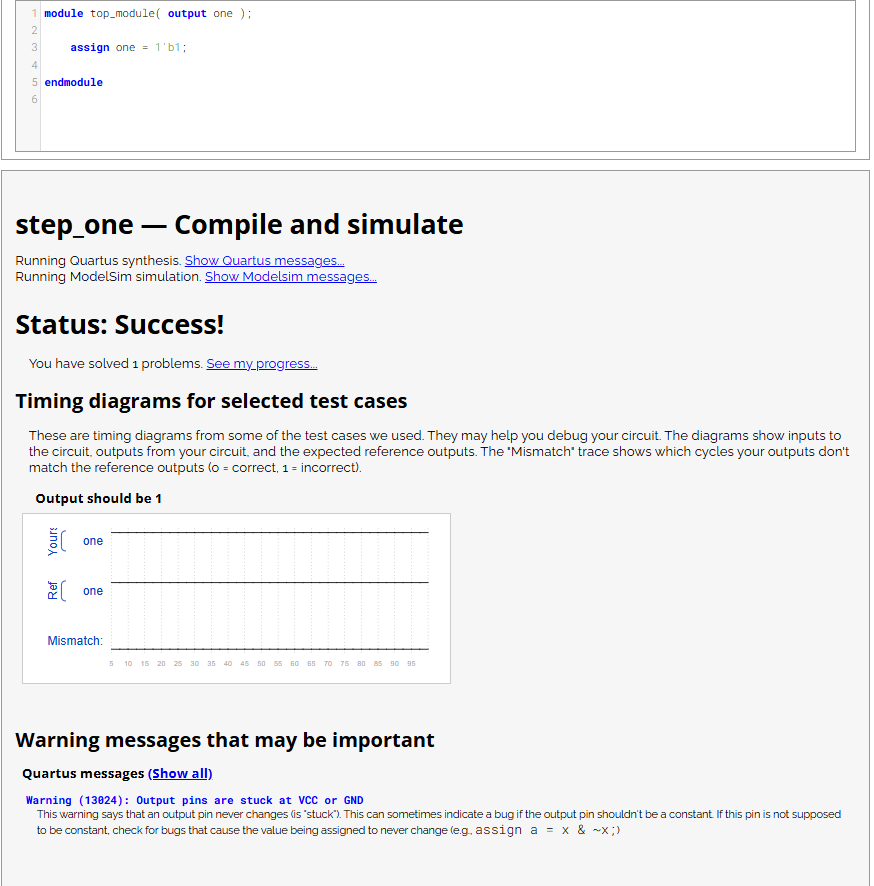 1 module top_module( output one );
2
3 assign one = 1'b1;
4
5 endmodule
6
step_one — Compile and simulate
Running Quartus synthesis. Show Quartus messages...
Running ModelSim simulation. Show Modelsim messages...
Status: Success!
You have solved 1 problems. See my progress...
Timing diagrams for selected test cases
These are timing diagrams from some of the test cases we used. They may help you debug your circuit. The diagrams show inputs to
the circuit, outputs from your circuit, and the expected reference outputs. The "Mismatch" trace shows which cycles your outputs don't
match the reference outputs (0 = correct, 1 = incorrect).
Output should be 1
Yours one
Ref one
Mismatch:
5 10 15 20 25 30 35 40 45 50 55 60 65 70 75 80 85 90 95
Warning messages that may be important
Quartus messages (Show all)
Warning (13024): Output pins are stuck at VCC or GND
This warning says that an output pin never changes (is "stuck"). This can sometimes indicate a bug if the output pin shouldn't be a constant. If this pin is not supposed
to be constant, check for bugs that cause the value being assigned to never change (e.g., assign a = x & ~x;)